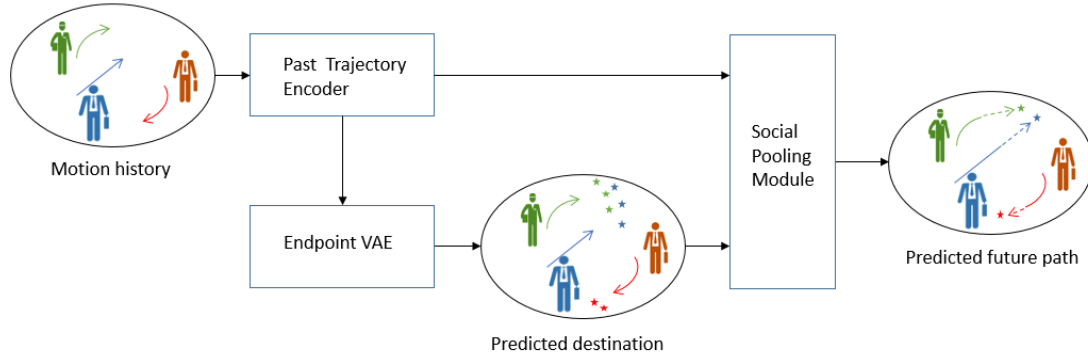 Motion history
Past Trajectory
Encoder
Endpoint VAE
Predicted destination
Social
Pooling
Module
Predicted future path